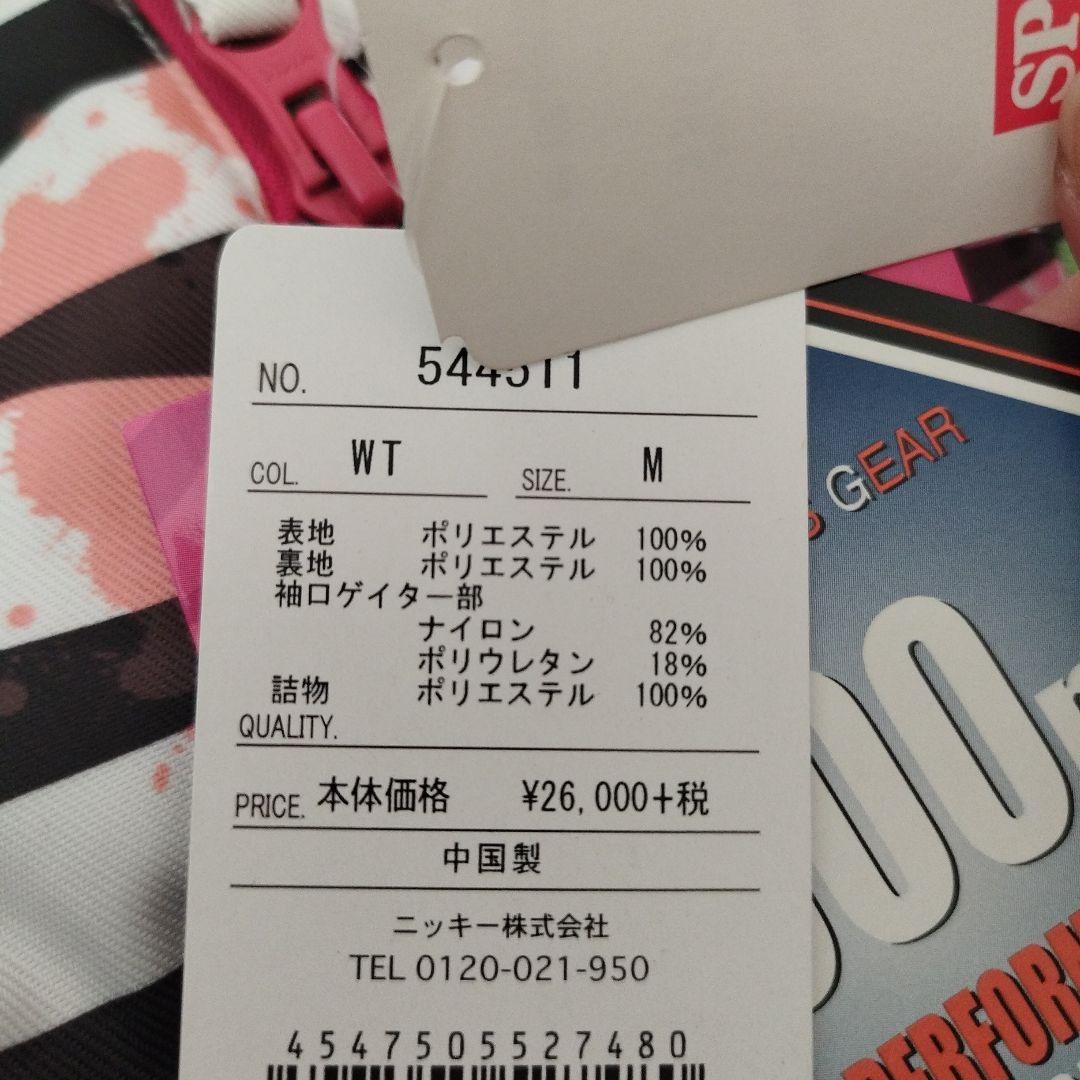 SP
NO. 544511
COL. WT SIZE. M
表地 ポリエステル 100%
裏地 ポリエステル 100%
袖口ゲイター部
ナイロン 82%
ポリウレタン 18%
詰物 ポリエステル 100%
QUALITY.
PRICE. 本体価格 ¥26,000+税
中国製
ニッキー株式会社
TEL 0120-021-950
4547505527480
GEAR